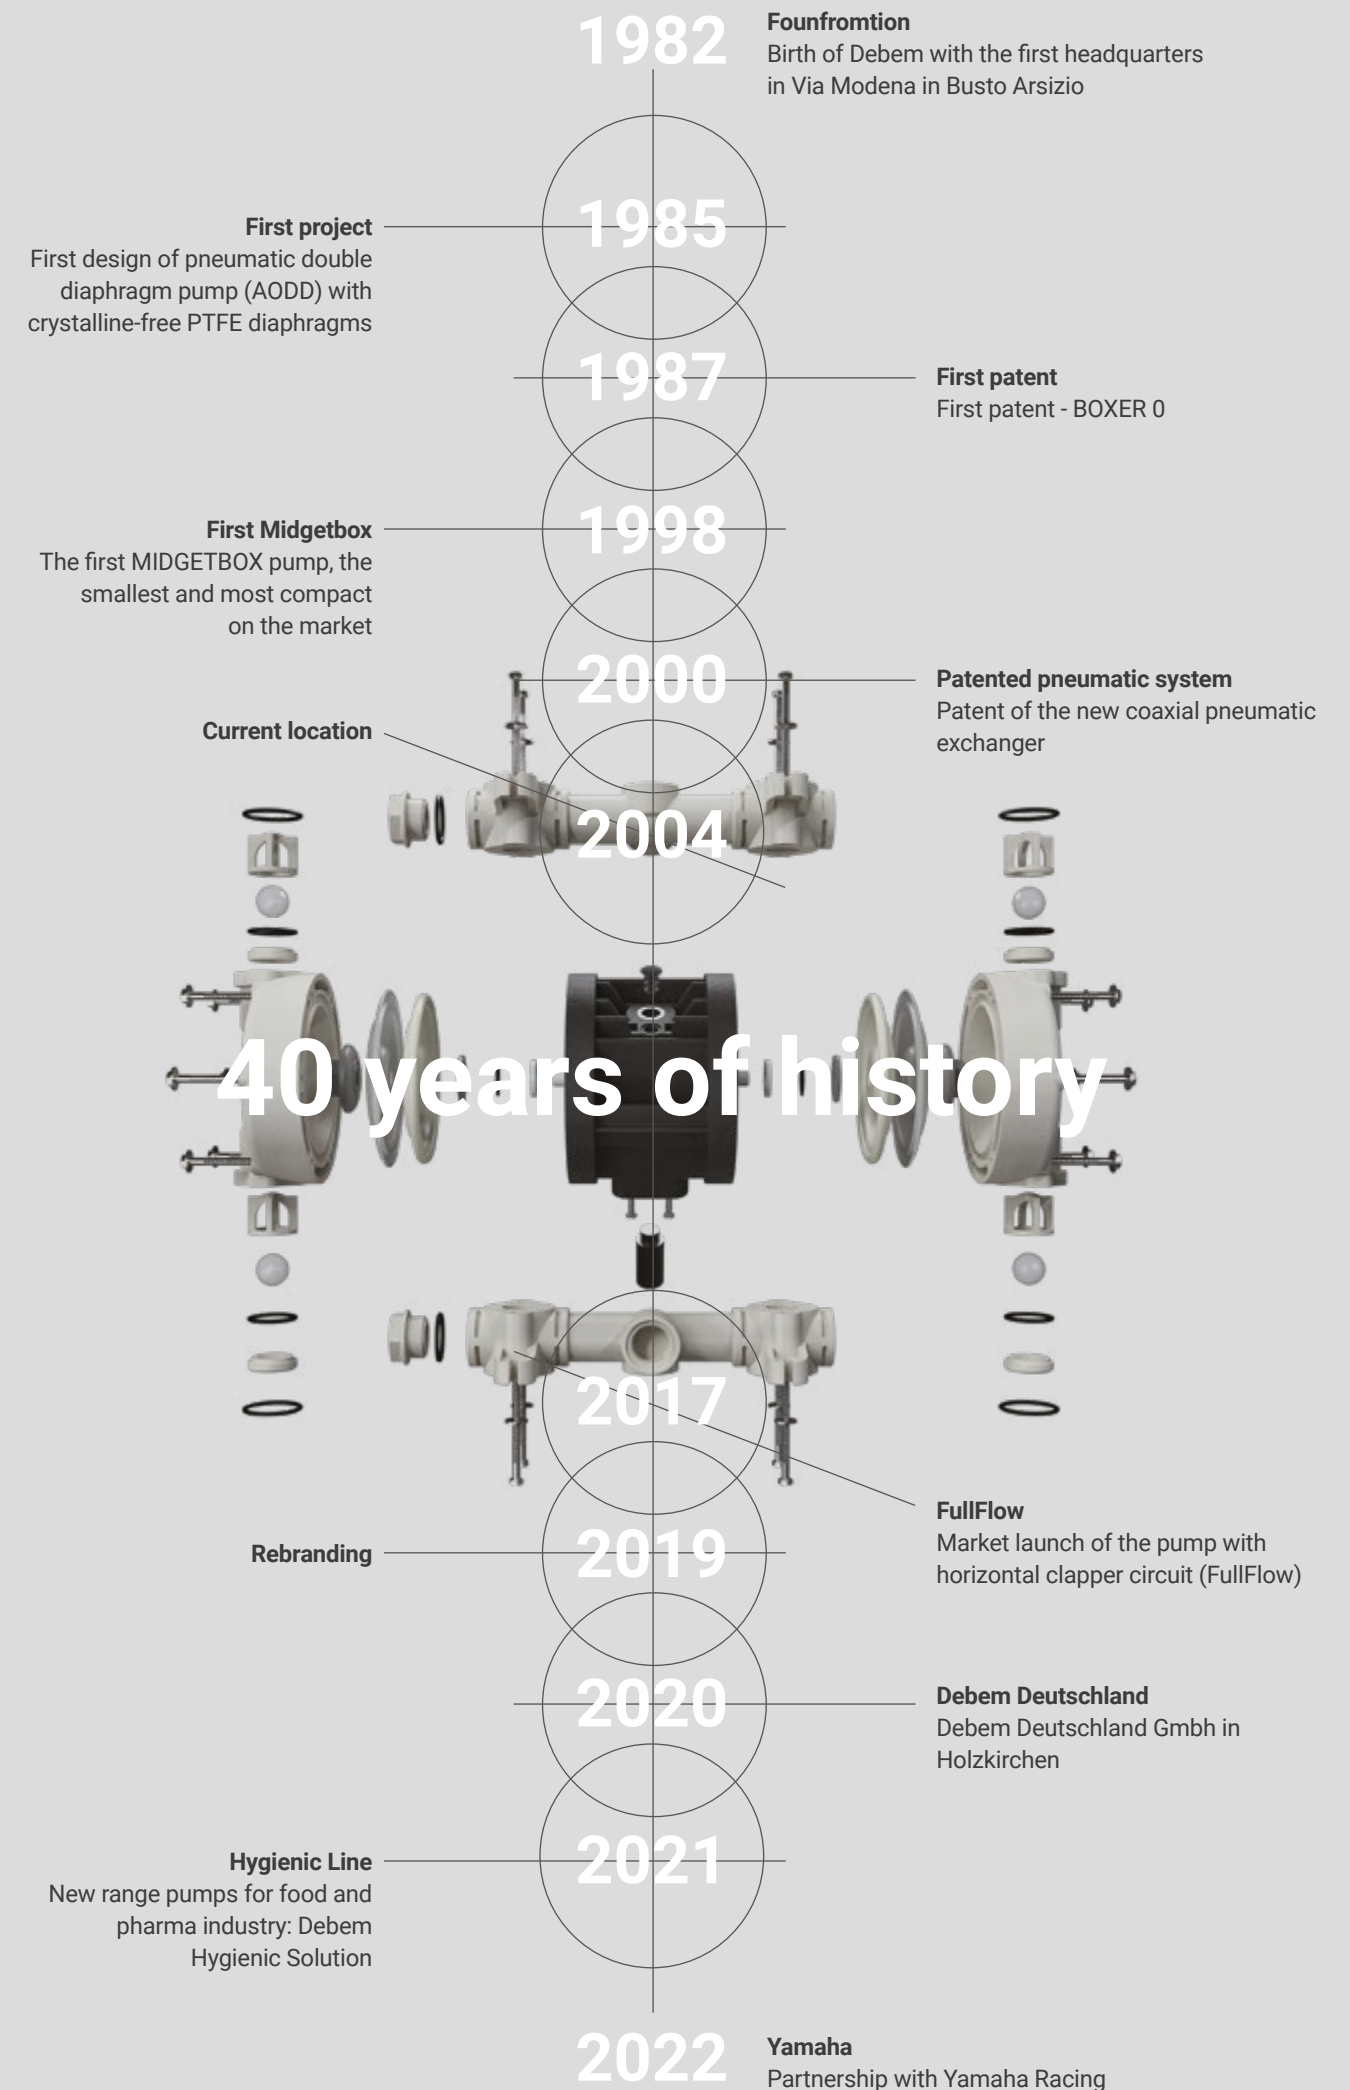 1982
Founfromtion
Birth of Debem with the first headquarters
in Via Modena in Busto Arsizio
1985
First project
First design of pneumatic double
diaphragm pump (AODD) with
crystalline-free PTFE diaphragms
1987
First patent
First patent - BOXER 0
1998
First Midgetbox
The first MIDGETBOX pump, the
smallest and most compact
on the market
2000
Patented pneumatic system
Patent of the new coaxial pneumatic
exchanger
Current location
2004
40 years of history
2017
FullFlow
Market launch of the pump with
horizontal clapper circuit (FullFlow)
Rebranding
2019
2020
Debem Deutschland
Debem Deutschland Gmbh in
Holzkirchen
2021
Hygienic Line
New range pumps for food and
pharma industry: Debem
Hygienic Solution
2022
Yamaha
Partnership with Yamaha Racing